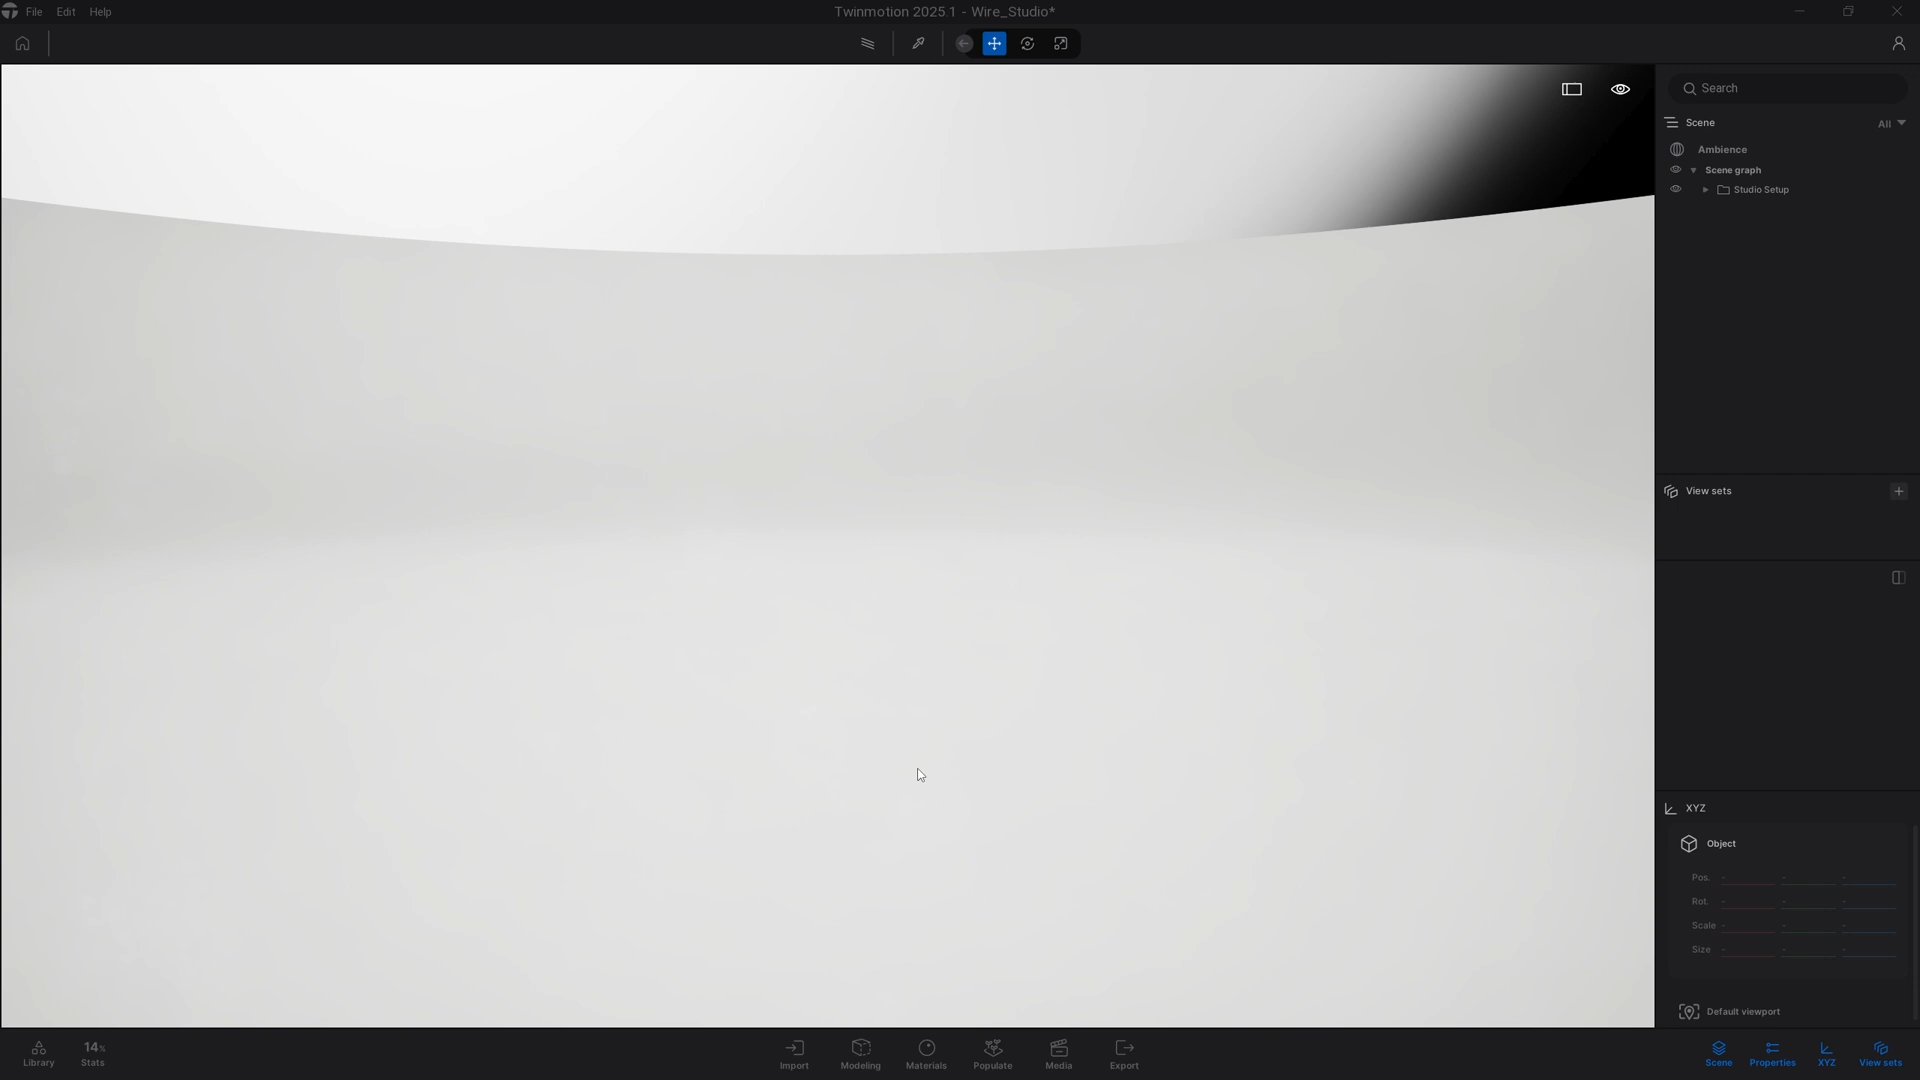 File Edit Help
Twinmotion 2025.1 - Wire_Studio*
Search
Scene
All
Ambience
Scene graph
Studio Setup
View sets
XYZ
Object
Pos. - - -
Rot. - - -
Scale - - -
Size - - -
Default viewport
Library
14%
Stats
Import
Modeling
Materials
Populate
Media
Export
Scene
Properties
XYZ
View sets